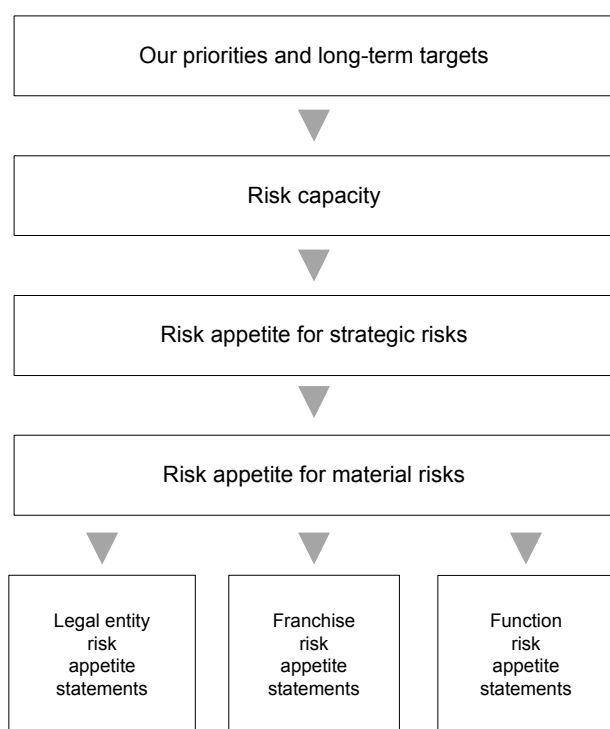 Our priorities and long-term targets
Risk capacity
Risk appetite for strategic risks
Risk appetite for material risks
Legal entity
risk
appetite
statements
Franchise
risk
appetite
statements
Function
risk
appetite
statements